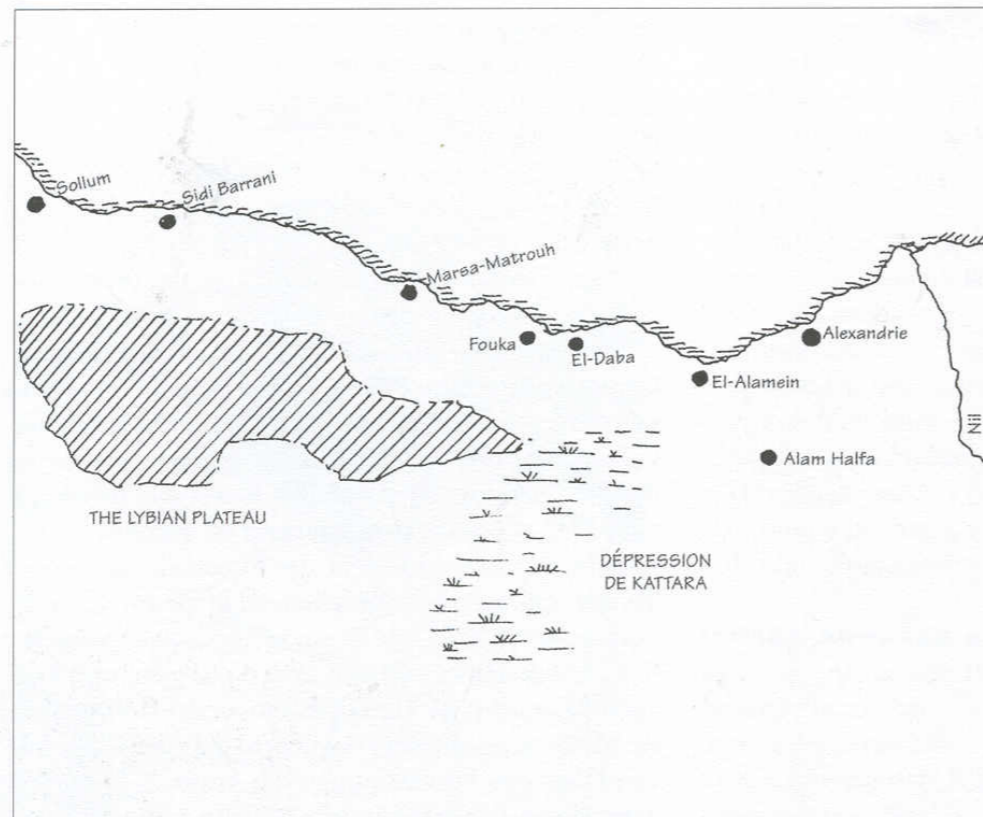 Sollum
Sidi Barrani
Marsa-Matrouh
Fouka
El-Daba
Alexandrie
El-Alamein
Nil
Alam Halfa
THE LYBIAN PLATEAU
DÉPRESSION
DE KATTARA